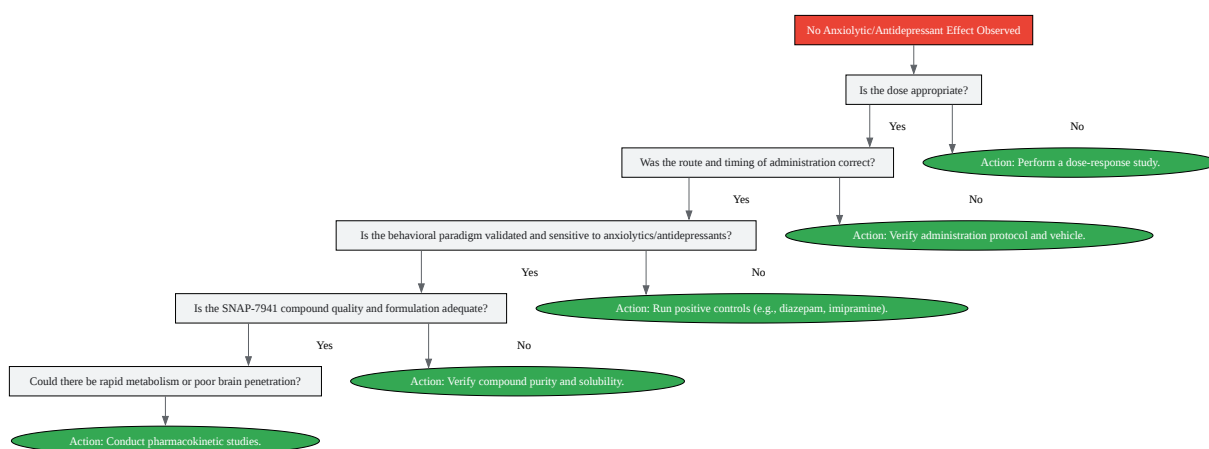 No Anxiolytic/Antidepressant Effect Observed
Is the dose appropriate?
Yes
No
Was the route and timing of administration correct?
Action: Perform a dose-response study.
Yes
No
Is the behavioral paradigm validated and sensitive to anxiolytics/antidepressants?
Action: Verify administration protocol and vehicle.
Yes
No
Is the SNAP-7941 compound quality and formulation adequate?
Action: Run positive controls (e.g., diazepam, imipramine).
Yes
No
Could there be rapid metabolism or poor brain penetration?
Action: Verify compound purity and solubility.
Action: Conduct pharmacokinetic studies.